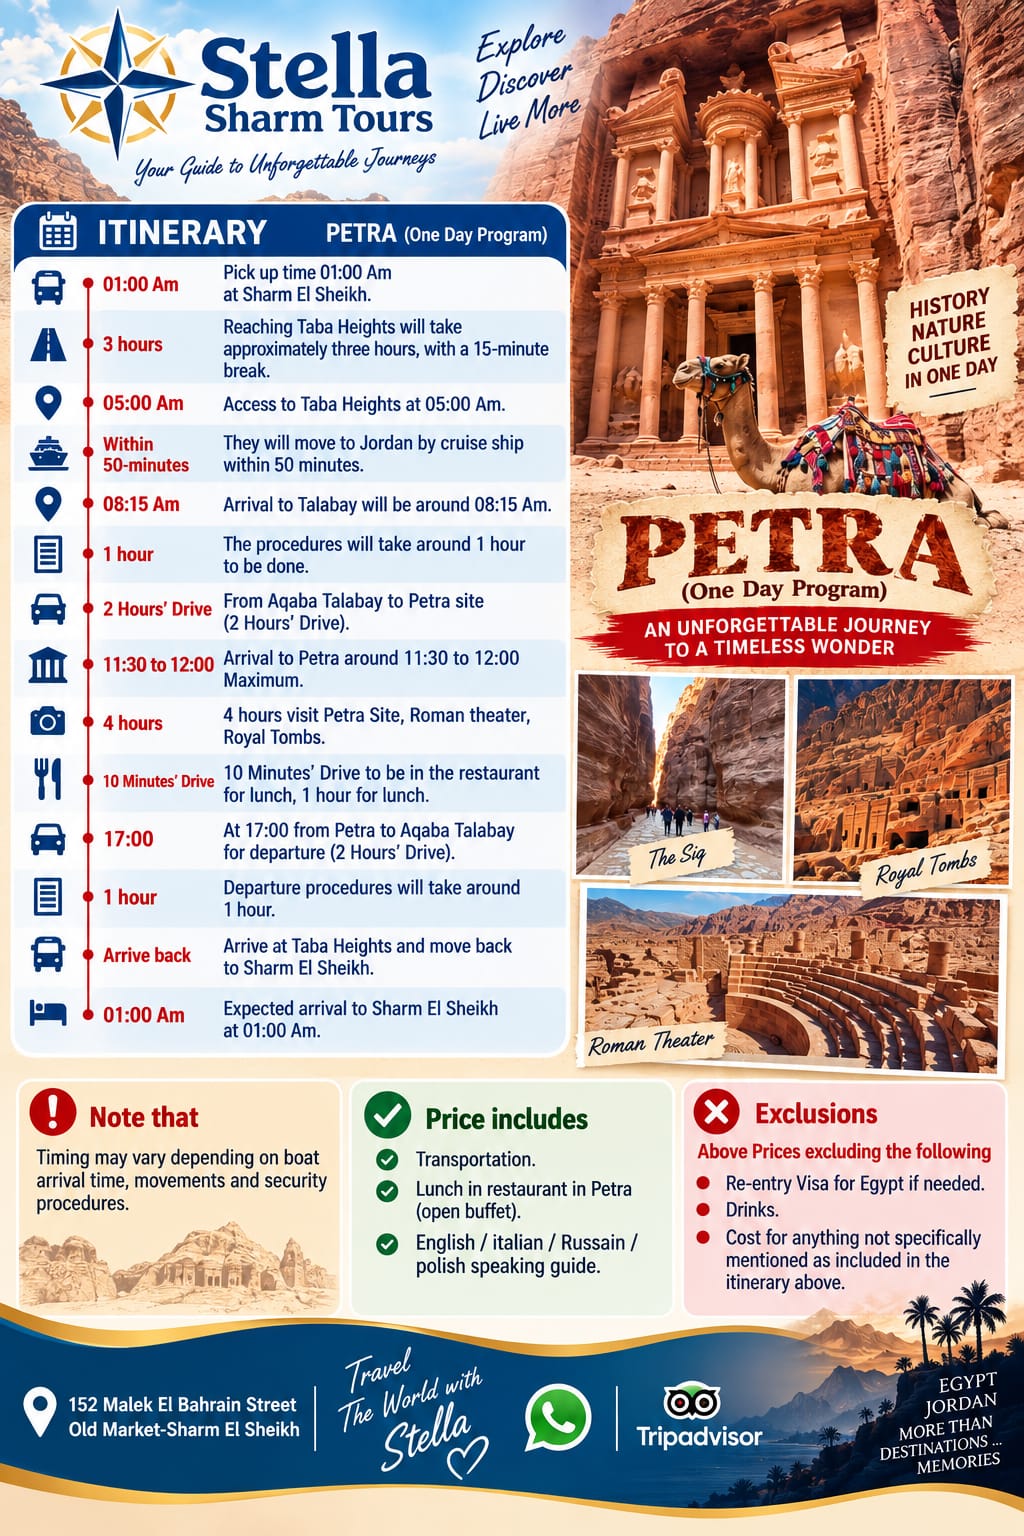 Stella
Sharm Tours
Your Guide to Unforgettable Journeys
Explore
Discover
Live More
ITINERARY PETRA (One Day Program)
01:00 Am
Pick up time 01:00 Am
at Sharm El Sheikh.
3 hours
Reaching Taba Heights will take
approximately three hours, with a 15-minute
break.
05:00 Am
Access to Taba Heights at 05:00 Am.
Within
50-minutes
They will move to Jordan by cruise ship
within 50 minutes.
08:15 Am
Arrival to Talabay will be around 08:15 Am.
1 hour
The procedures will take around 1 hour
to be done.
2 Hours' Drive
From Aqaba Talabay to Petra site
(2 Hours' Drive).
11:30 to 12:00
Arrival to Petra around 11:30 to 12:00
Maximum.
4 hours
4 hours visit Petra Site, Roman theater,
Royal Tombs.
10 Minutes' Drive
10 Minutes' Drive to be in the restaurant
for lunch, 1 hour for lunch.
17:00
At 17:00 from Petra to Aqaba Talabay
for departure (2 Hours' Drive).
1 hour
Departure procedures will take around
1 hour.
Arrive back
Arrive at Taba Heights and move back
to Sharm El Sheikh.
01:00 Am
Expected arrival to Sharm El Sheikh
at 01:00 Am.
HISTORY
NATURE
CULTURE
IN ONE DAY
PETRA
(One Day Program)
AN UNFORGETTABLE JOURNEY
TO A TIMELESS WONDER
The Siq
Royal Tombs
Roman Theater
Note that
Timing may vary depending on boat
arrival time, movements and security
procedures.
Price includes
Transportation.
Lunch in restaurant in Petra
(open buffet).
English / italian / Russain /
polish speaking guide.
Exclusions
Above Prices excluding the following
Re-entry Visa for Egypt if needed.
Drinks.
Cost for anything not specifically
mentioned as included in the
itinerary above.
152 Malek El Bahrain Street
Old Market-Sharm El Sheikh
Travel
The World with
Stella
Tripadvisor
EGYPT
JORDAN
MORE THAN
DESTINATIONS ...
MEMORIES